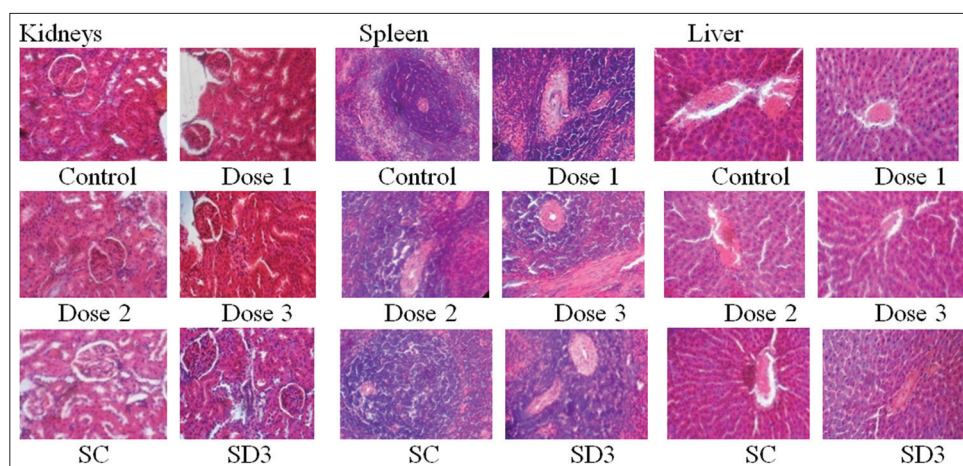 Kidneys Spleen Liver
Control Dose 1 Control Dose 1 Control Dose 1
Dose 2 Dose 3 Dose 2 Dose 3 Dose 2 Dose 3
SC SD3 SC SD3 SC SD3